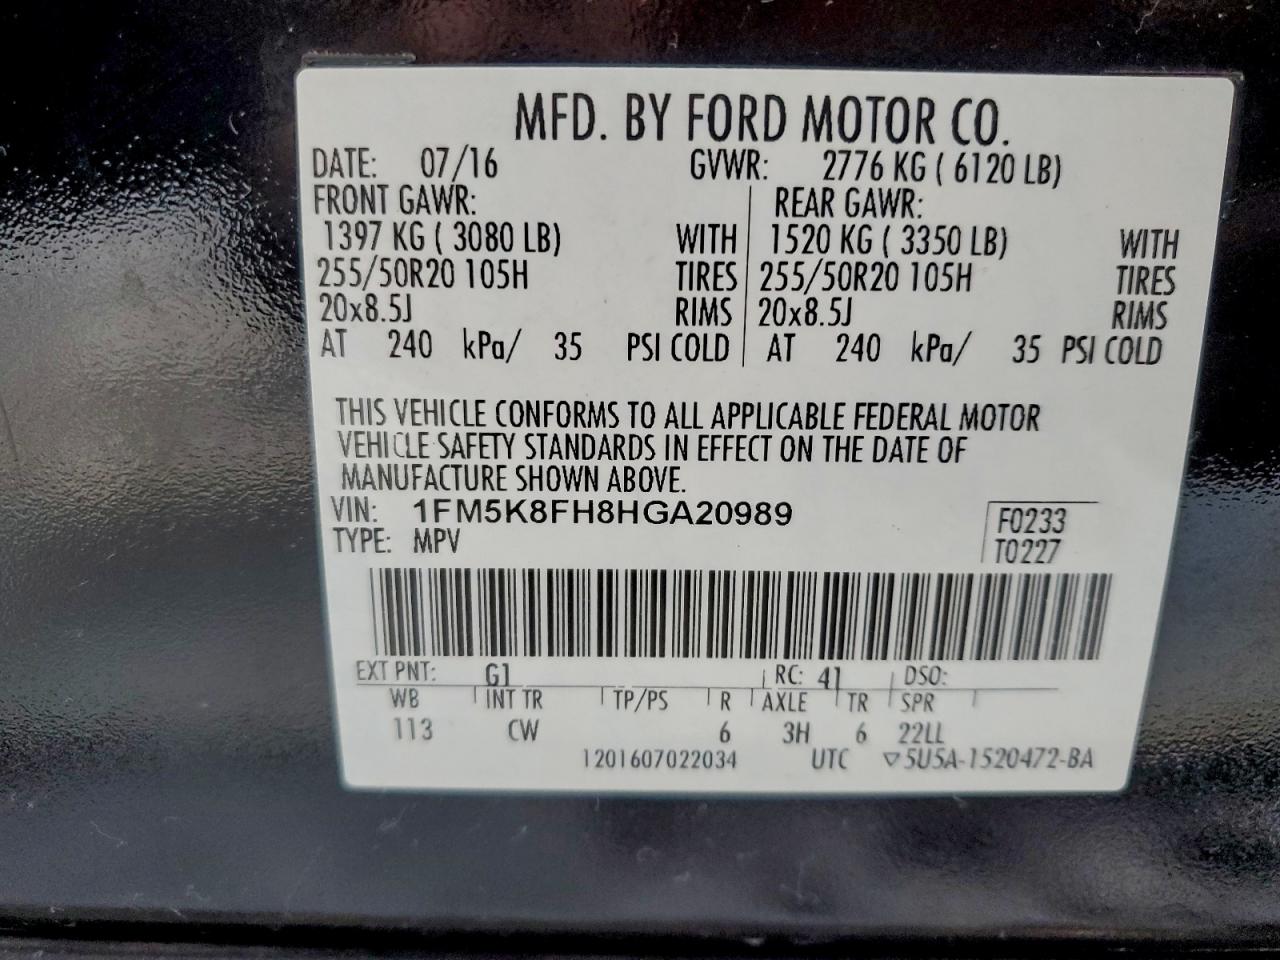 MFD. BY FORD MOTOR CO.
DATE: 07/16 GVWR: 2776 KG ( 6120 LB)
FRONT GAWR: REAR GAWR:
1397 KG ( 3080 LB) WITH 1520 KG ( 3350 LB) WITH
255/50R20 105H TIRES 255/50R20 105H TIRES
20x8.5J RIMS 20x8.5J RIMS
AT 240 kPa/ 35 PSI COLD AT 240 kPa/ 35 PSI COLD
THIS VEHICLE CONFORMS TO ALL APPLICABLE FEDERAL MOTOR
VEHICLE SAFETY STANDARDS IN EFFECT ON THE DATE OF
MANUFACTURE SHOWN ABOVE.
VIN: 1FM5K8FH8HGA20989 F0233
TYPE: MPV T0227
EXT PNT: G1 RC: 41 DSO:
WB INT TR TP/PS R AXLE TR SPR
113 CW 6 3H 6 22LL
1201607022034 UTC ▽5U5A-1520472-BA